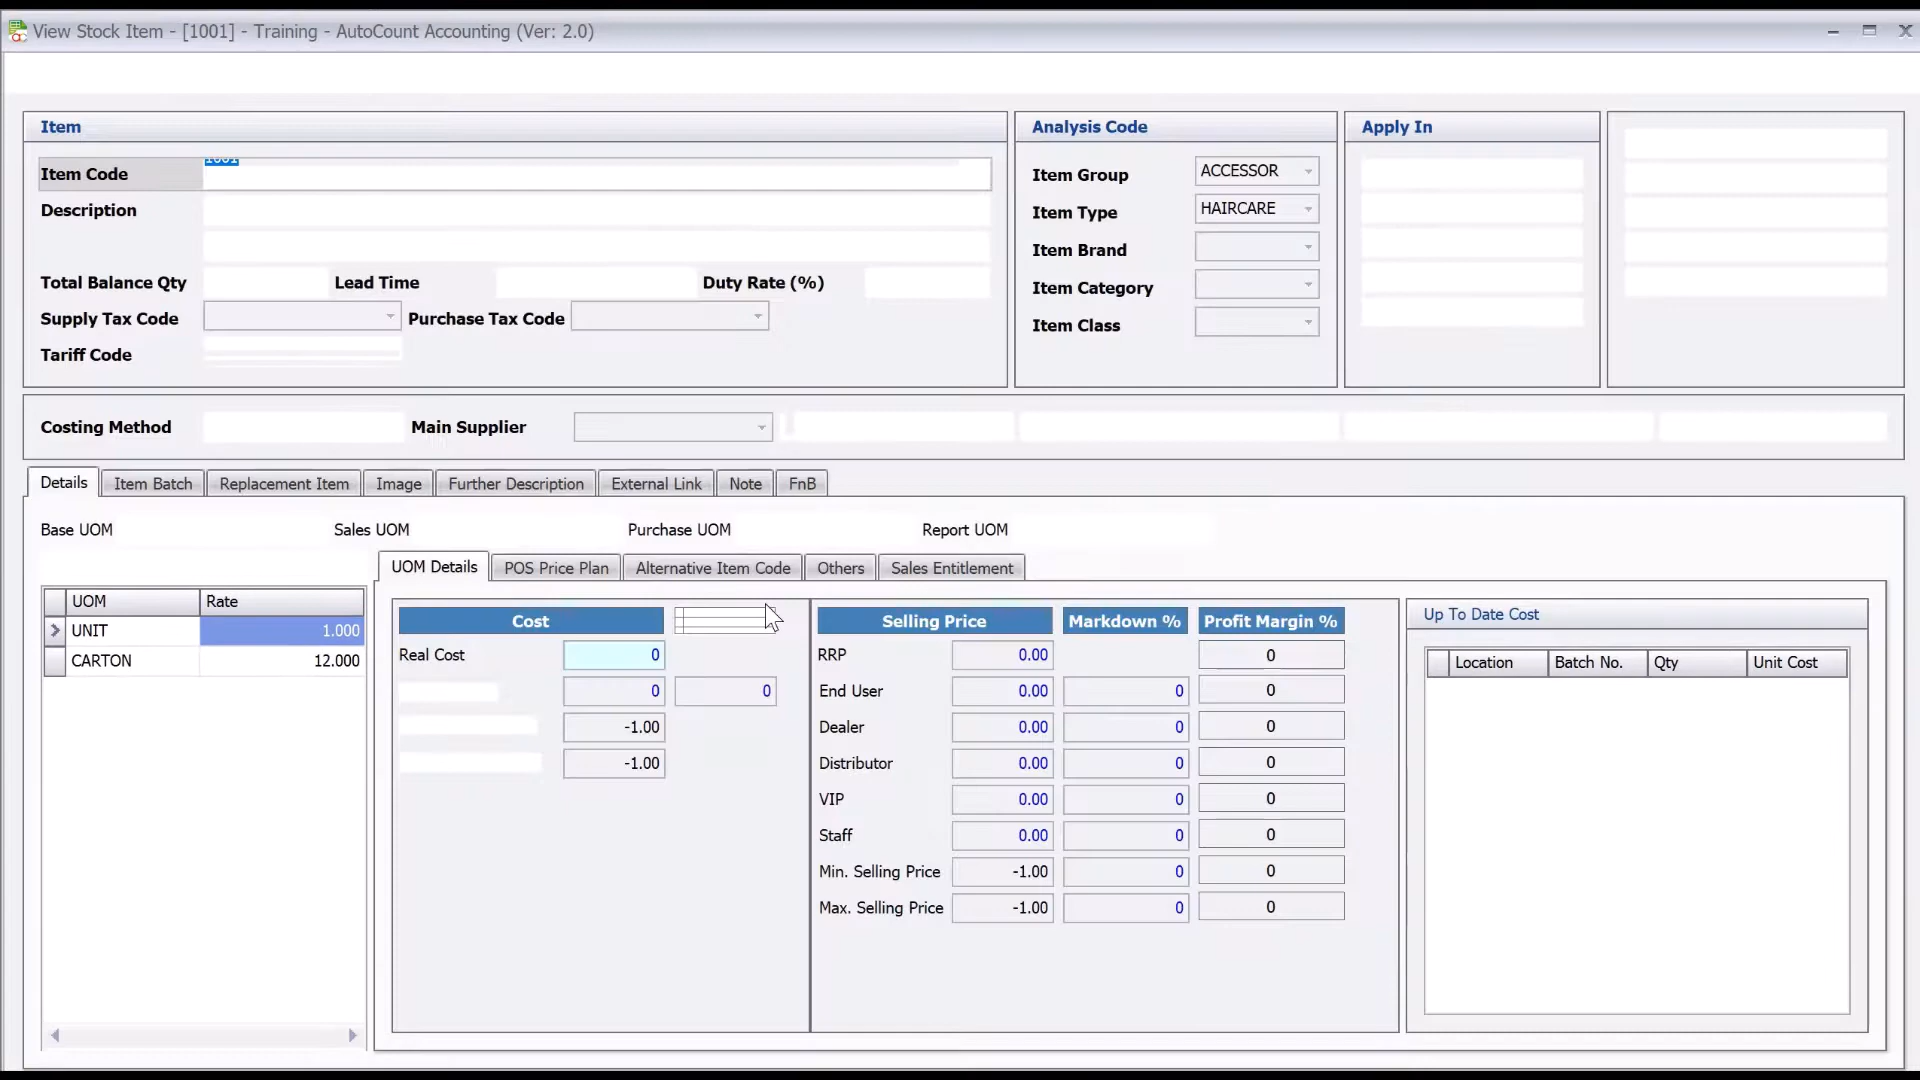 View Stock Item - [1001] - Training - AutoCount Accounting (Ver: 2.0)
Item
Analysis Code
Apply In
Item Code 1001
Item Group ACCESSOR
Description
Item Type HAIRCARE
Item Brand
Total Balance Qty Lead Time Duty Rate (%)
Item Category
Supply Tax Code Purchase Tax Code
Item Class
Tariff Code
Costing Method Main Supplier
Details Item Batch Replacement Item Image Further Description External Link Note FnB
Base UOM Sales UOM Purchase UOM Report UOM
UOM Details POS Price Plan Alternative Item Code Others Sales Entitlement
UOM Rate
UNIT 1.000
CARTON 12.000
Cost
Real Cost 0
0 0
-1.00
-1.00
Selling Price Markdown % Profit Margin %
RRP 0.00 0
End User 0.00 0 0
Dealer 0.00 0 0
Distributor 0.00 0 0
VIP 0.00 0 0
Staff 0.00 0 0
Min. Selling Price -1.00 0 0
Max. Selling Price -1.00 0 0
Up To Date Cost
Location Batch No. Qty Unit Cost